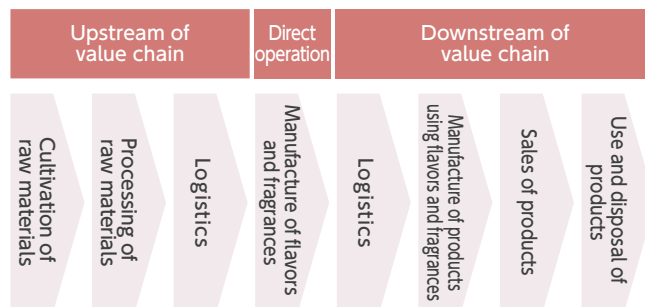 Upstream of
value chain
Direct
operation
Downstream of
value chain
Cultivation of
raw materials
Processing of
raw materials
Logistics
Manufacture of flavors
and fragrances
Logistics
Manufacture of products
using flavors and fragrances
Sales of products
Use and disposal of
products